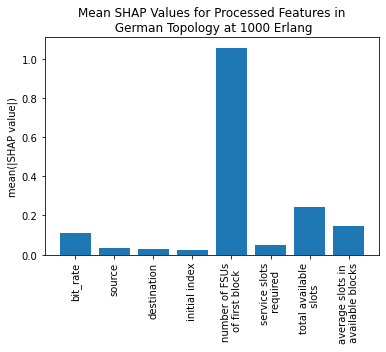 Mean SHAP Values for Processed Features in
German Topology at 1000 Erlang
mean(|SHAP value|)
1.0
0.8
0.6
0.4
0.2
0.0
bit_rate
source
destination
initial index
number of FSUs
of first block
service slots
required
total available
slots
average slots in
available blocks